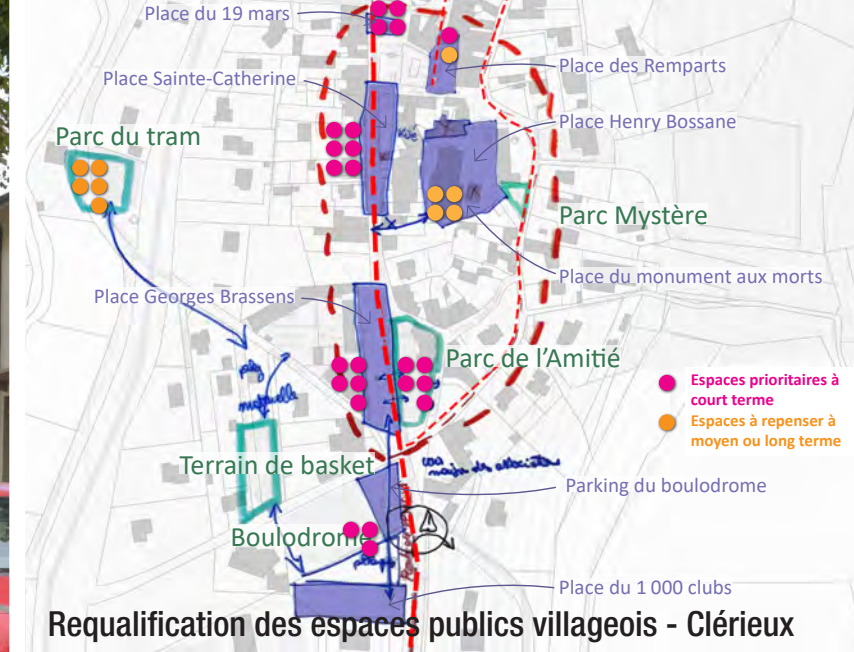 Place du 19 mars
Place des Remparts
Place Sainte-Catherine
Place Henry Bossane
Parc du tram
Parc Mystère
Place du monument aux morts
Place Georges Brassens
Parc de l'Amitié
Espaces prioritaires à
court terme
Espaces à repenser à
moyen ou long terme
Terrain de basket
Parking du boulodrome
Boulodrome
Place du 1 000 clubs
Requalification des espaces publics villageois - Clérieux